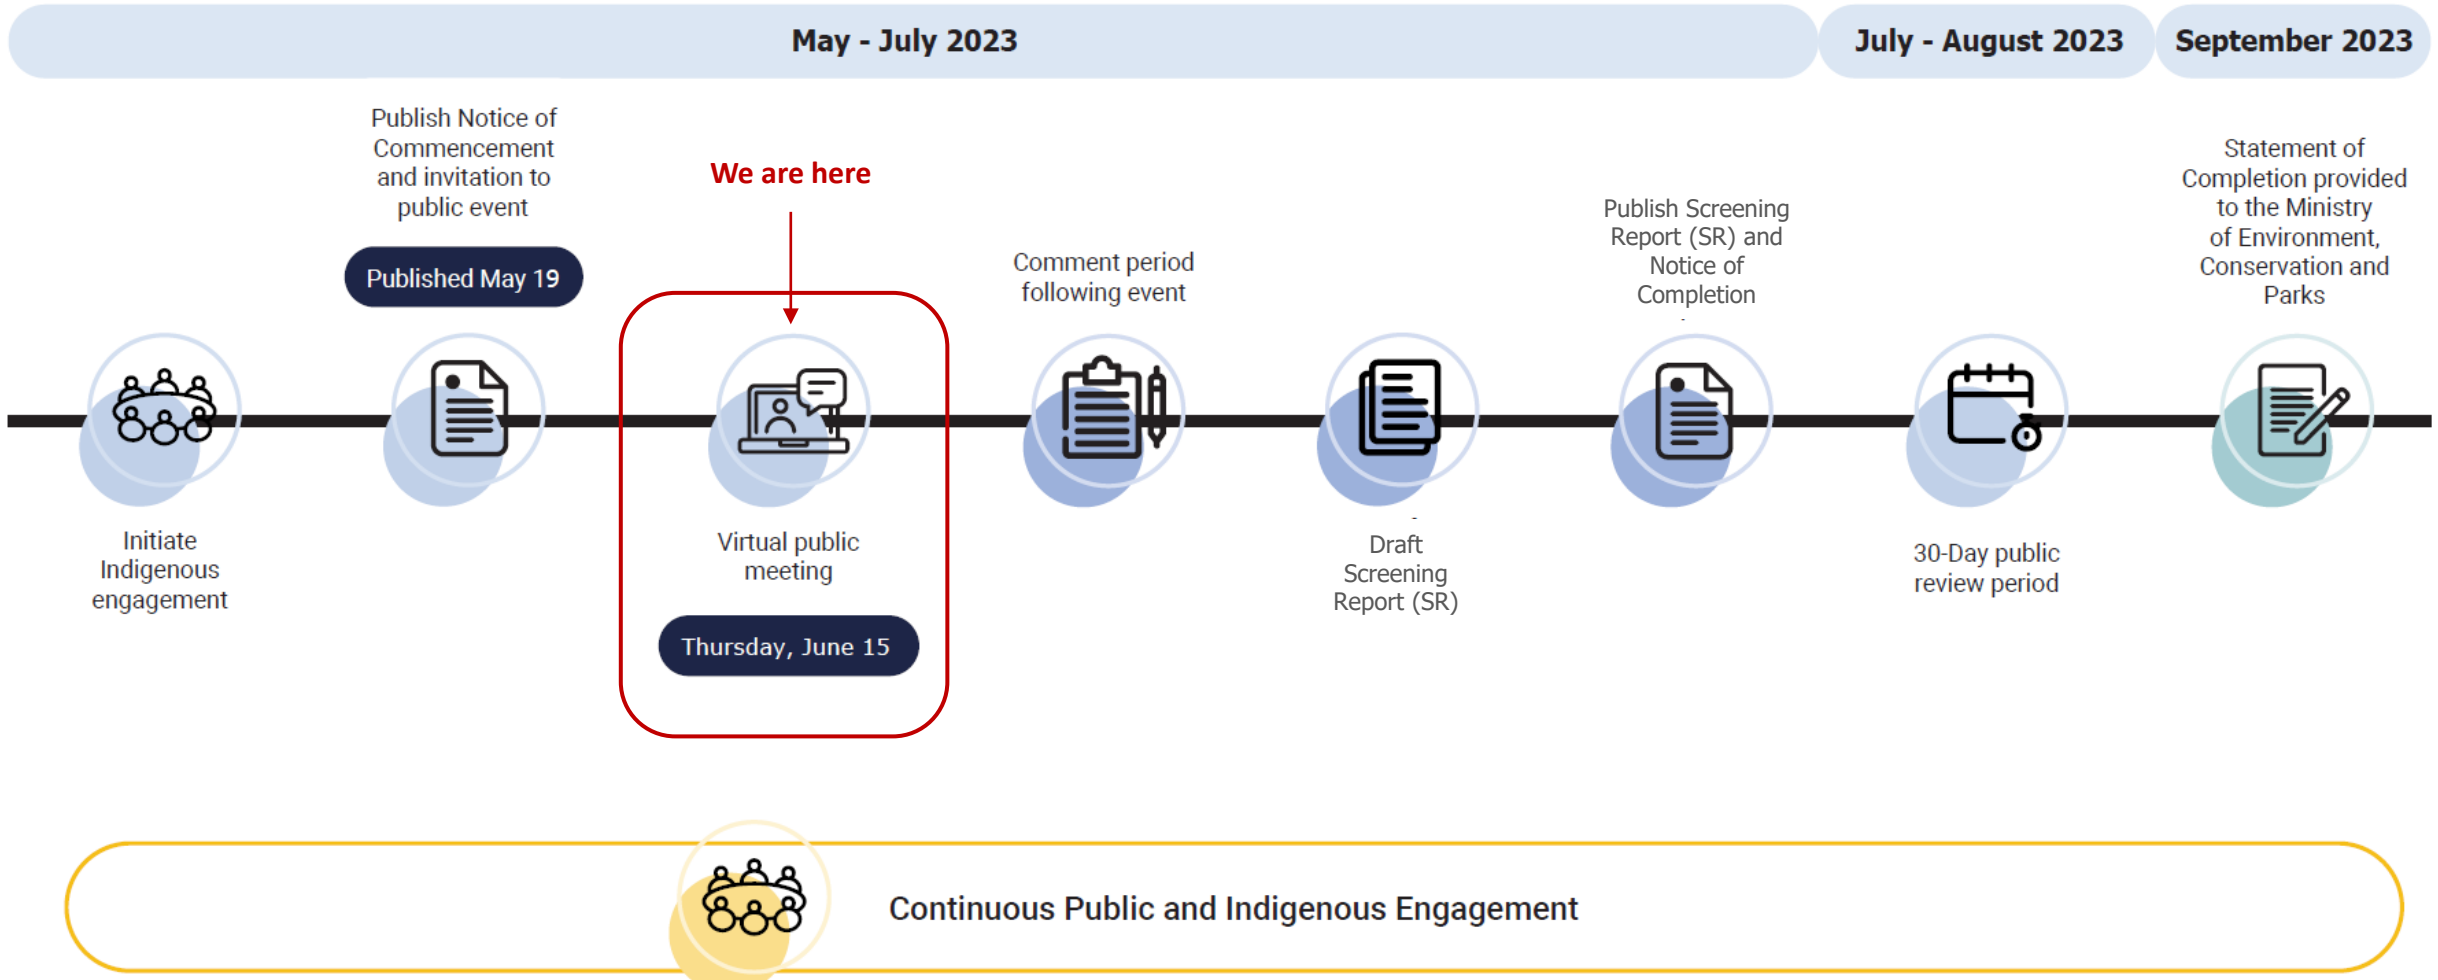 May - July 2023
July - August 2023
September 2023
Publish Notice of
Commencement
and invitation to
public event
Published May 19
We are here
Comment period
following event
Publish Screening
Report (SR) and
Notice of
Completion
Statement of
Completion provided
to the Ministry
of Environment,
Conservation and
Parks
Initiate
Indigenous
engagement
Virtual public
meeting
Thursday, June 15
Draft
Screening
Report (SR)
30-Day public
review period
Continuous Public and Indigenous Engagement